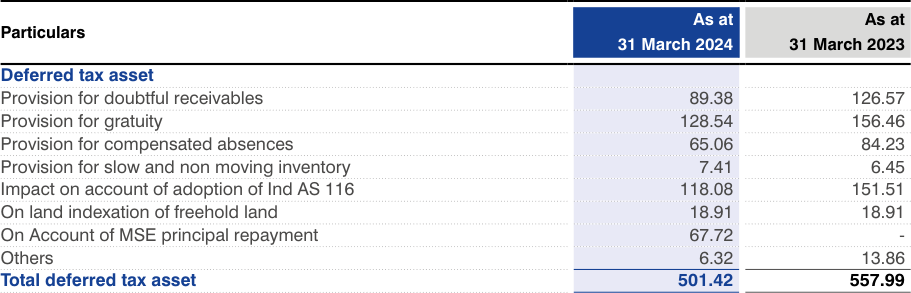 Particulars As at 31 March 2024 As at 31 March 2023
Deferred tax asset
Provision for doubtful receivables 89.38 126.57
Provision for gratuity 128.54 156.46
Provision for compensated absences 65.06 84.23
Provision for slow and non moving inventory 7.41 6.45
Impact on account of adoption of Ind AS 116 118.08 151.51
On land indexation of freehold land 18.91 18.91
On Account of MSE principal repayment 67.72 -
Others 6.32 13.86
Total deferred tax asset 501.42 557.99